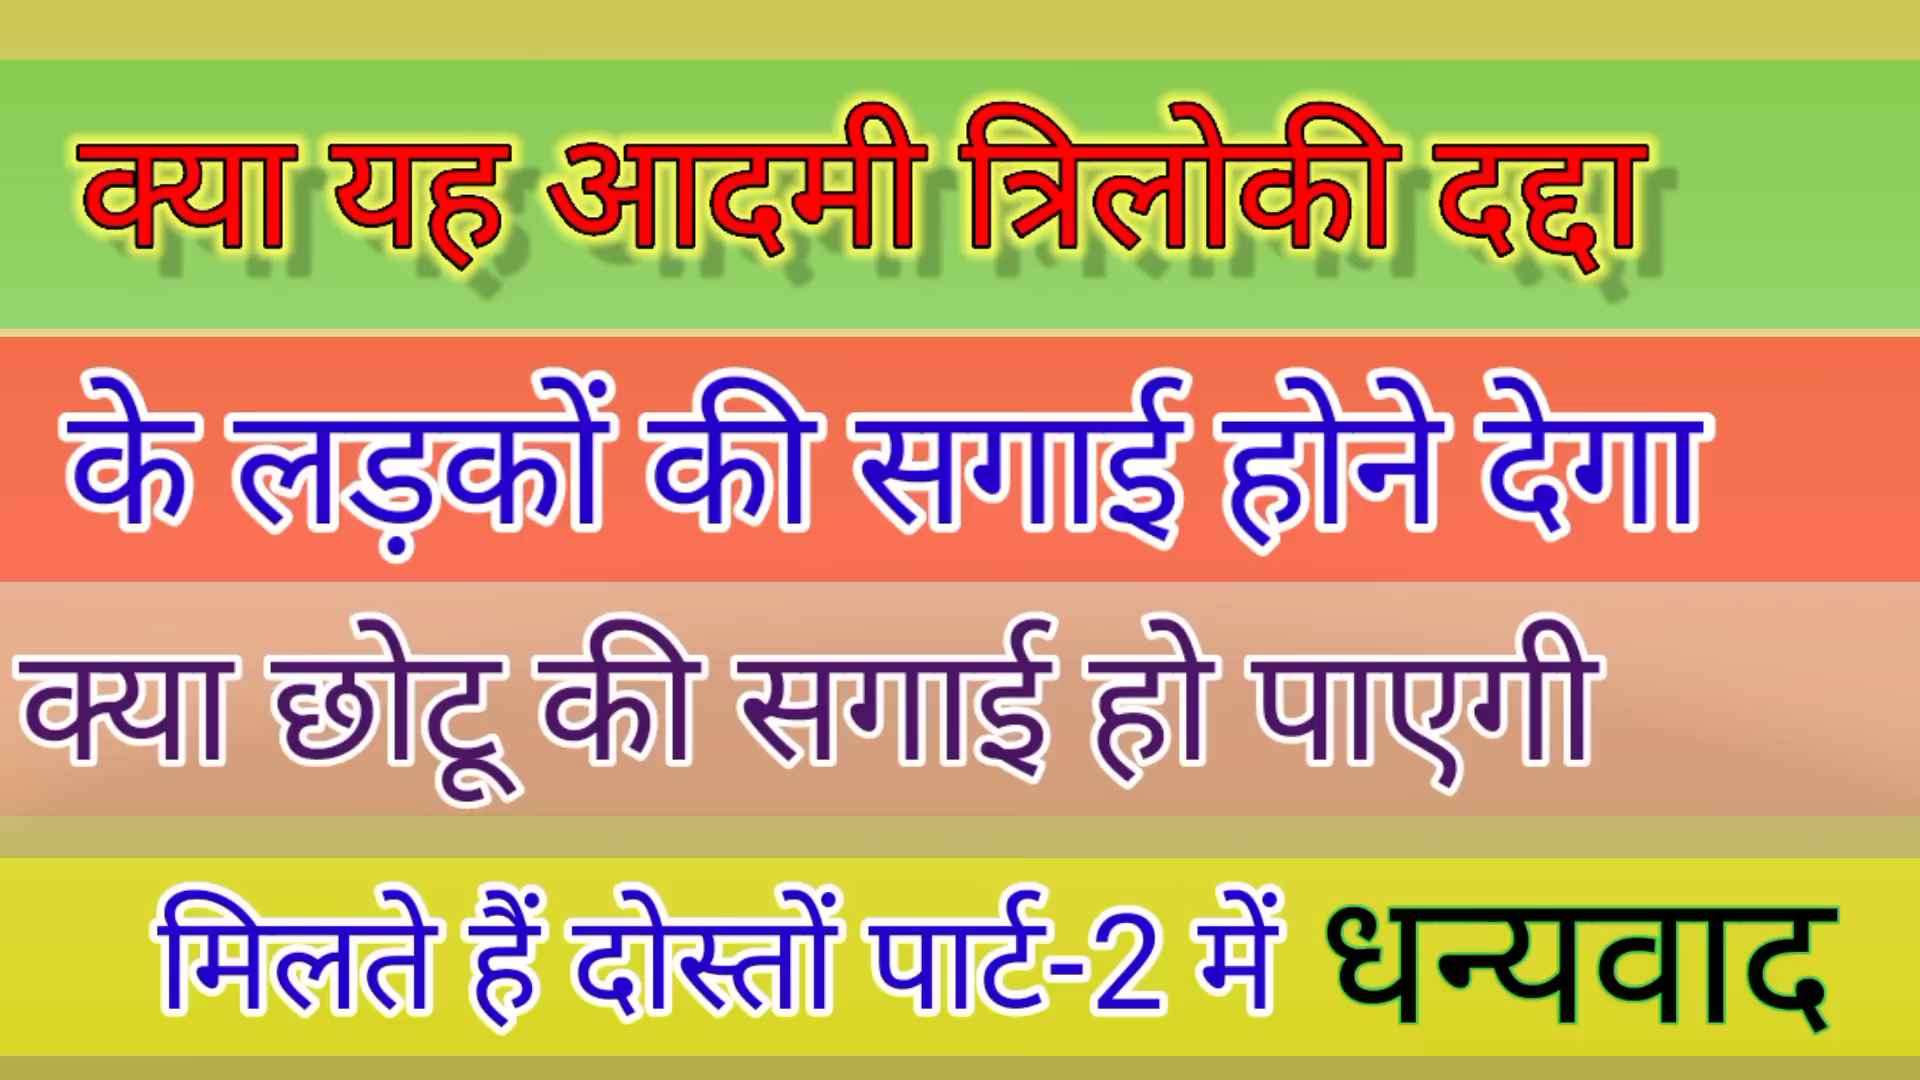 क्या यह आदमी त्रिलोकी दद्दा
के लड़कों की सगाई होने देगा
क्या छोटू की सगाई हो पाएगी
मिलते हैं दोस्तों पार्ट-2 में धन्यवाद